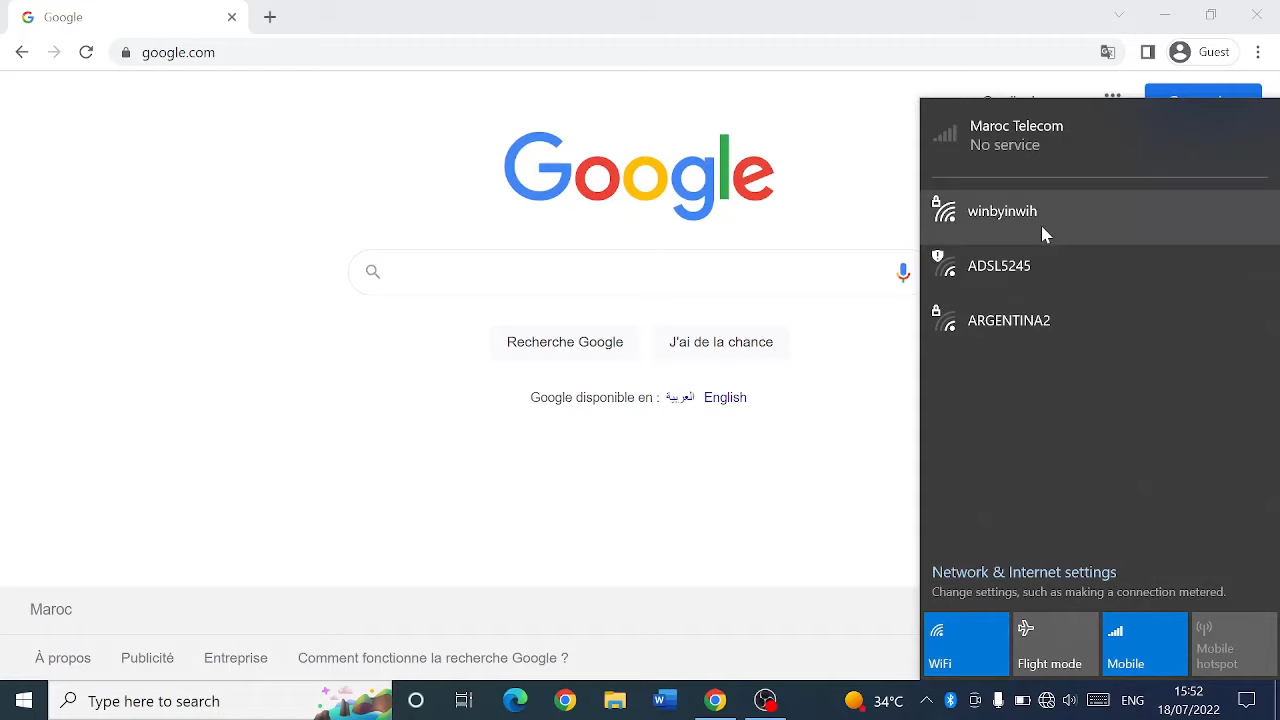 Google
google.com
Guest
Google
Recherche Google
J'ai de la chance
Google disponible en : العربية English
Maroc
À propos
Publicité
Entreprise
Comment fonctionne la recherche Google ?
Maroc Telecom
No service
winbyinwih
ADSL5245
ARGENTINA2
Network & Internet settings
Change settings, such as making a connection metered.
WiFi
Flight mode
Mobile
Mobile
hotspot
Type here to search
34°C
ENG
15:52
18/07/2022